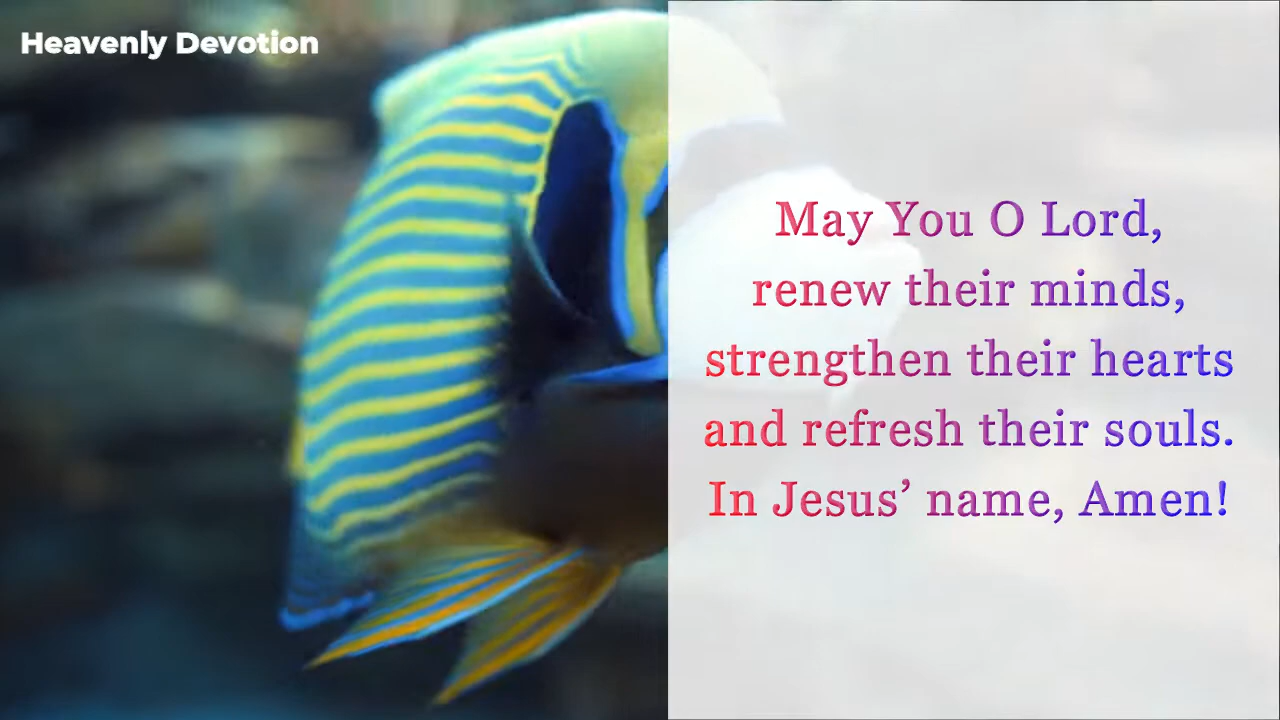 Heavenly Devotion
May You O Lord,
renew their minds,
strengthen their hearts
and refresh their souls.
In Jesus’ name, Amen!